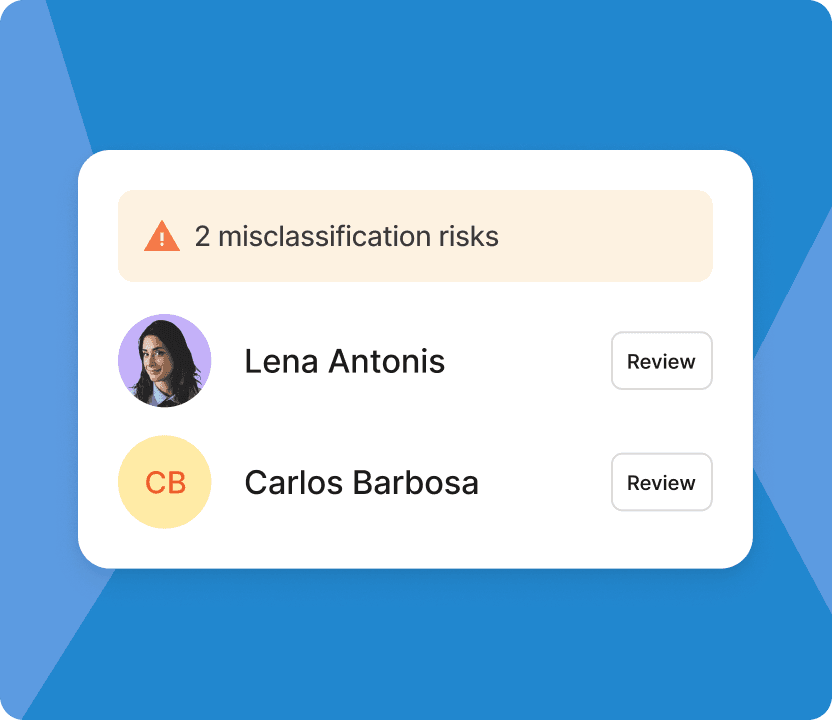 2 misclassification risks
Lena Antonis
Review
CB
Carlos Barbosa
Review